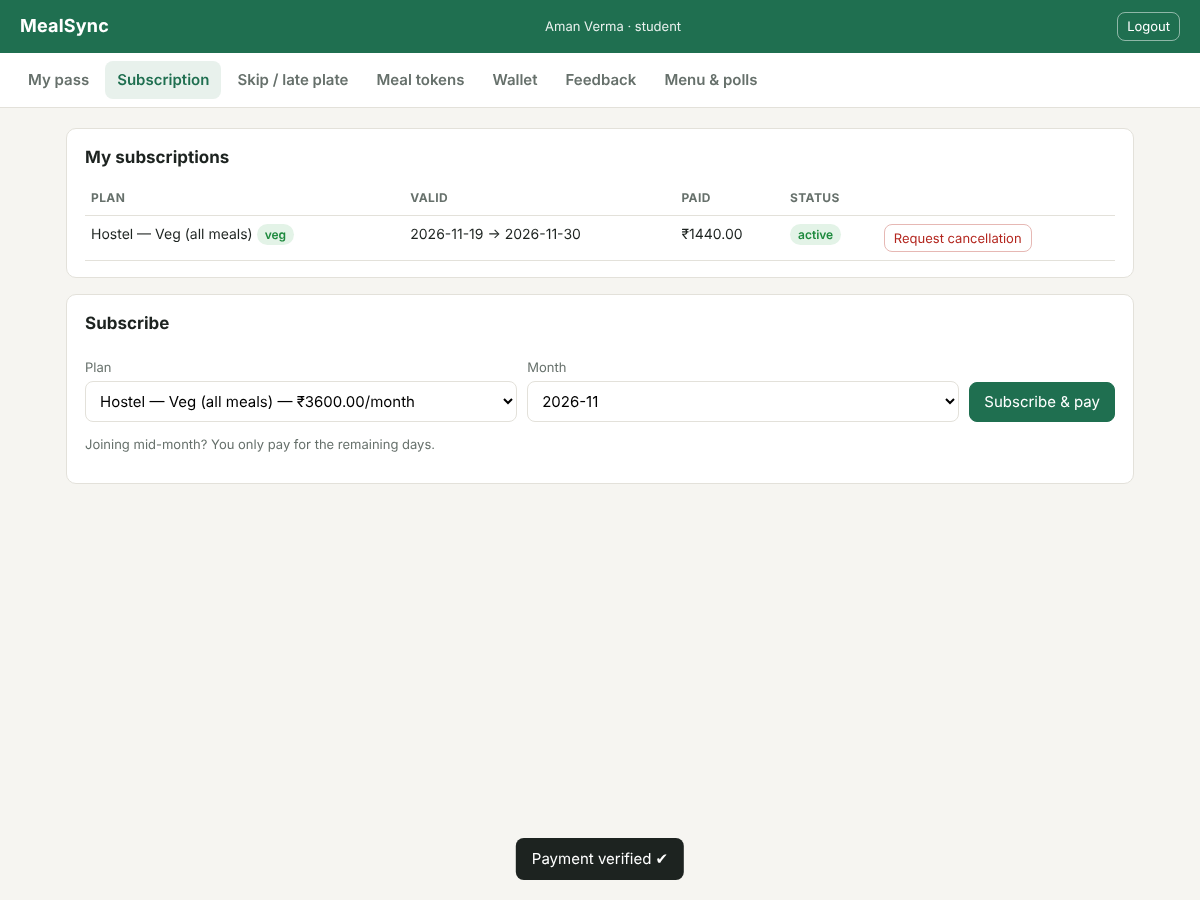 MealSync
Aman Verma · student
Logout
My pass
Subscription
Skip / late plate
Meal tokens
Wallet
Feedback
Menu & polls
My subscriptions
PLAN VALID PAID STATUS
Hostel — Veg (all meals) veg 2026-11-19 → 2026-11-30 ₹1440.00 active Request cancellation
Subscribe
Plan Month
Hostel — Veg (all meals) — ₹3600.00/month 2026-11 Subscribe & pay
Joining mid-month? You only pay for the remaining days.
Payment verified ✔